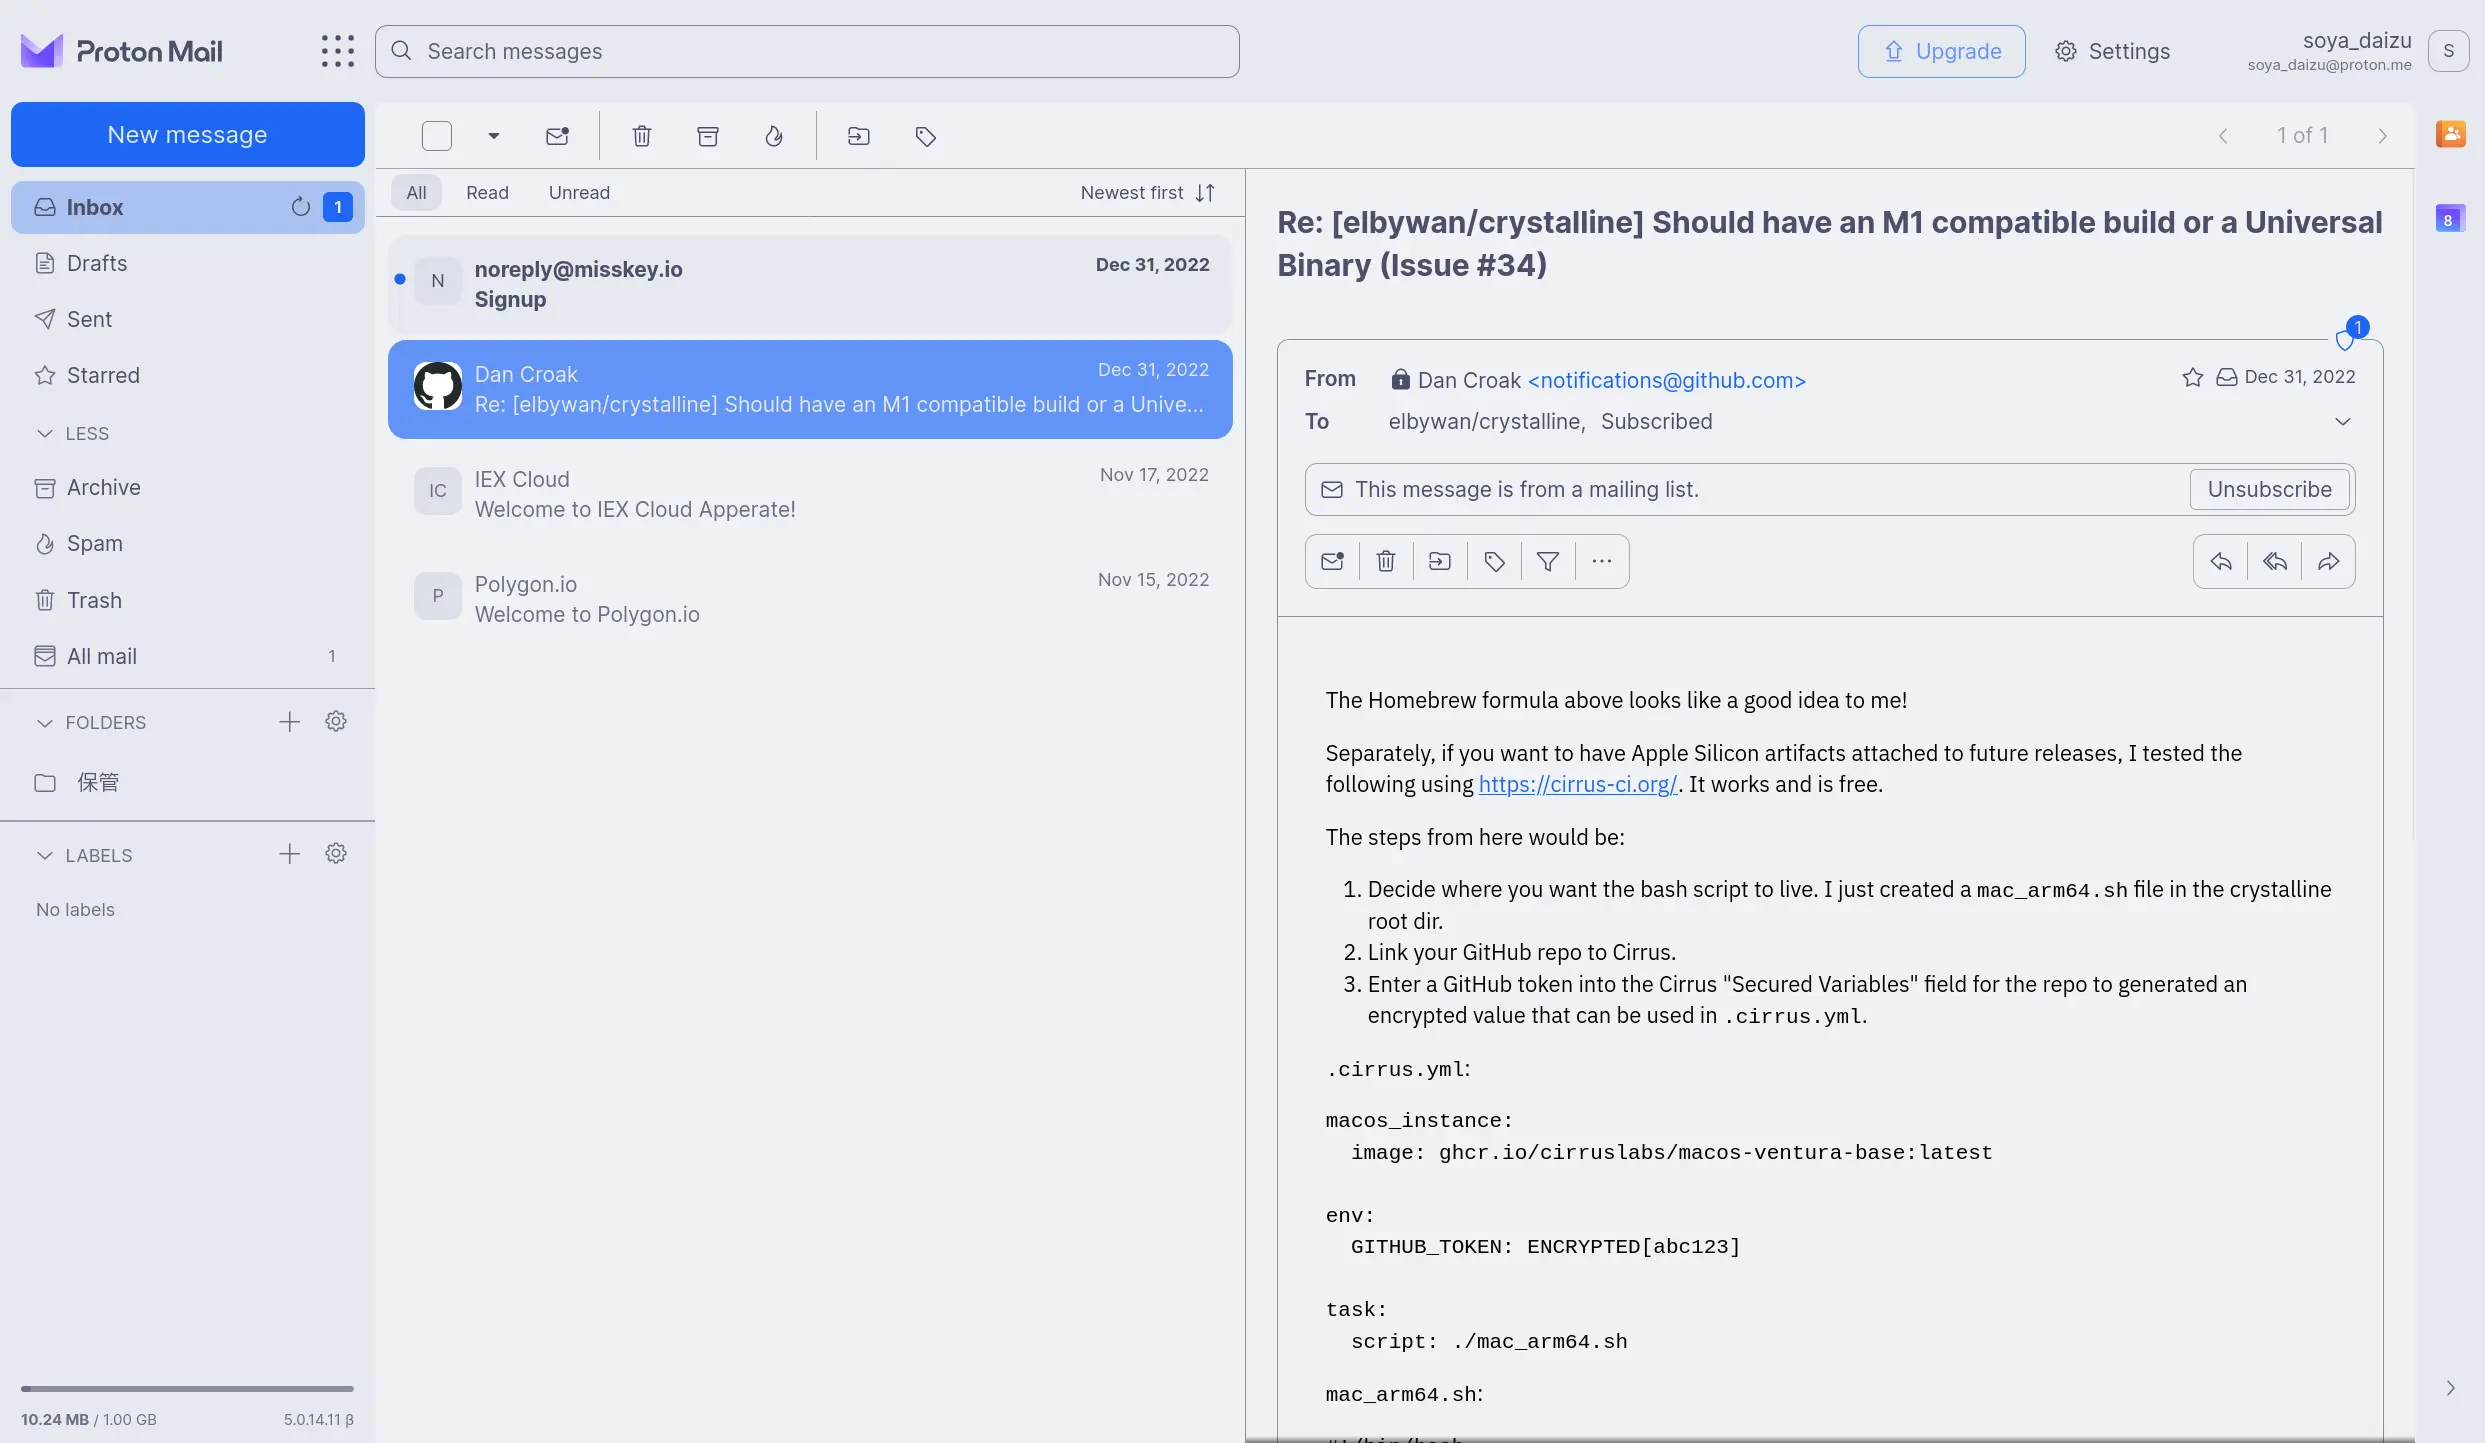 Proton Mail
Search messages
Upgrade
Settings
soya_daizu
soya_daizu@proton.me
S
New message
Inbox
1
Drafts
Sent
Starred
LESS
Archive
Spam
Trash
All mail
1
FOLDERS
保管
LABELS
No labels
10.24 MB / 1.00 GB
5.0.14.11 β
1 of 1
All
Read
Unread
Newest first
N
noreply@misskey.io
Dec 31, 2022
Signup
Dan Croak
Dec 31, 2022
Re: [elbywan/crystalline] Should have an M1 compatible build or a Unive...
IC
IEX Cloud
Nov 17, 2022
Welcome to IEX Cloud Apperate!
P
Polygon.io
Nov 15, 2022
Welcome to Polygon.io
Re: [elbywan/crystalline] Should have an M1 compatible build or a Universal
Binary (Issue #34)
1
From
Dan Croak <notifications@github.com>
Dec 31, 2022
To
elbywan/crystalline, Subscribed
This message is from a mailing list.
Unsubscribe
The Homebrew formula above looks like a good idea to me!
Separately, if you want to have Apple Silicon artifacts attached to future releases, I tested the
following using https://cirrus-ci.org/. It works and is free.
The steps from here would be:
1. Decide where you want the bash script to live. I just created a mac_arm64.sh file in the crystalline
root dir.
2. Link your GitHub repo to Cirrus.
3. Enter a GitHub token into the Cirrus "Secured Variables" field for the repo to generated an
encrypted value that can be used in .cirrus.yml.
.cirrus.yml:
macos_instance:
image: ghcr.io/cirruslabs/macos-ventura-base:latest
env:
GITHUB_TOKEN: ENCRYPTED[abc123]
task:
script: ./mac_arm64.sh
mac_arm64.sh:
8